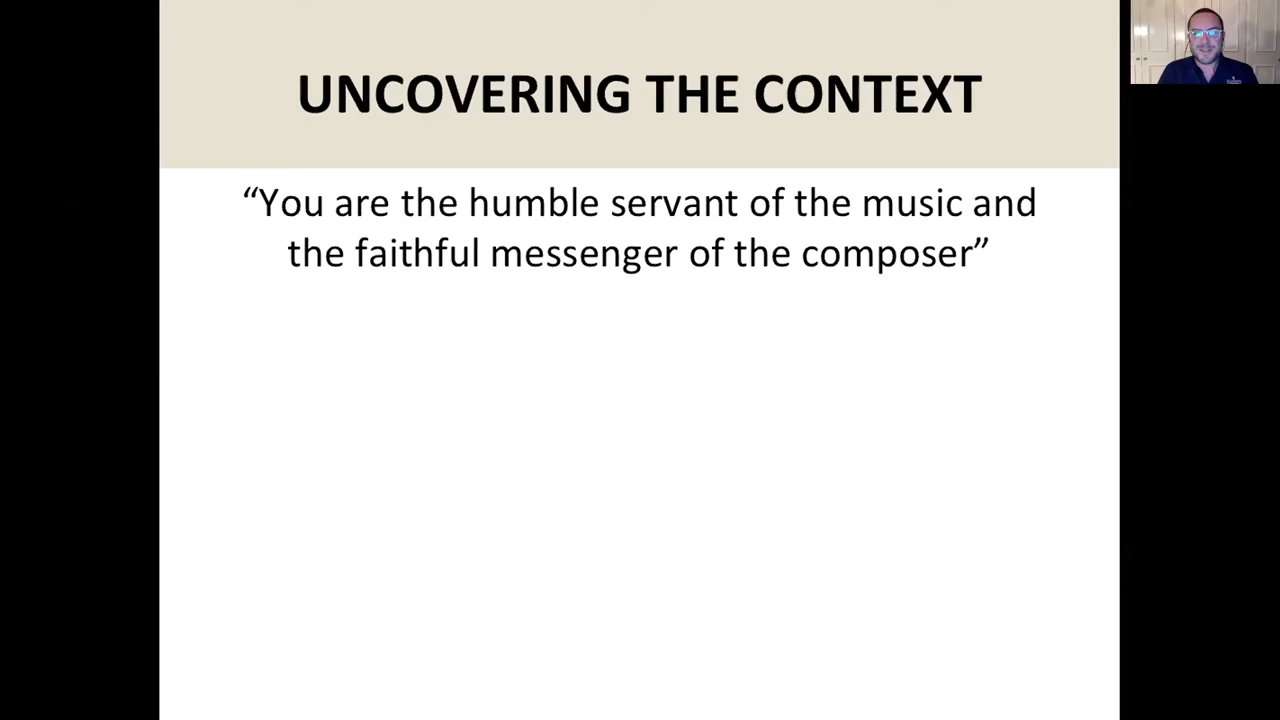 UNCOVERING THE CONTEXT
“You are the humble servant of the music and
the faithful messenger of the composer”